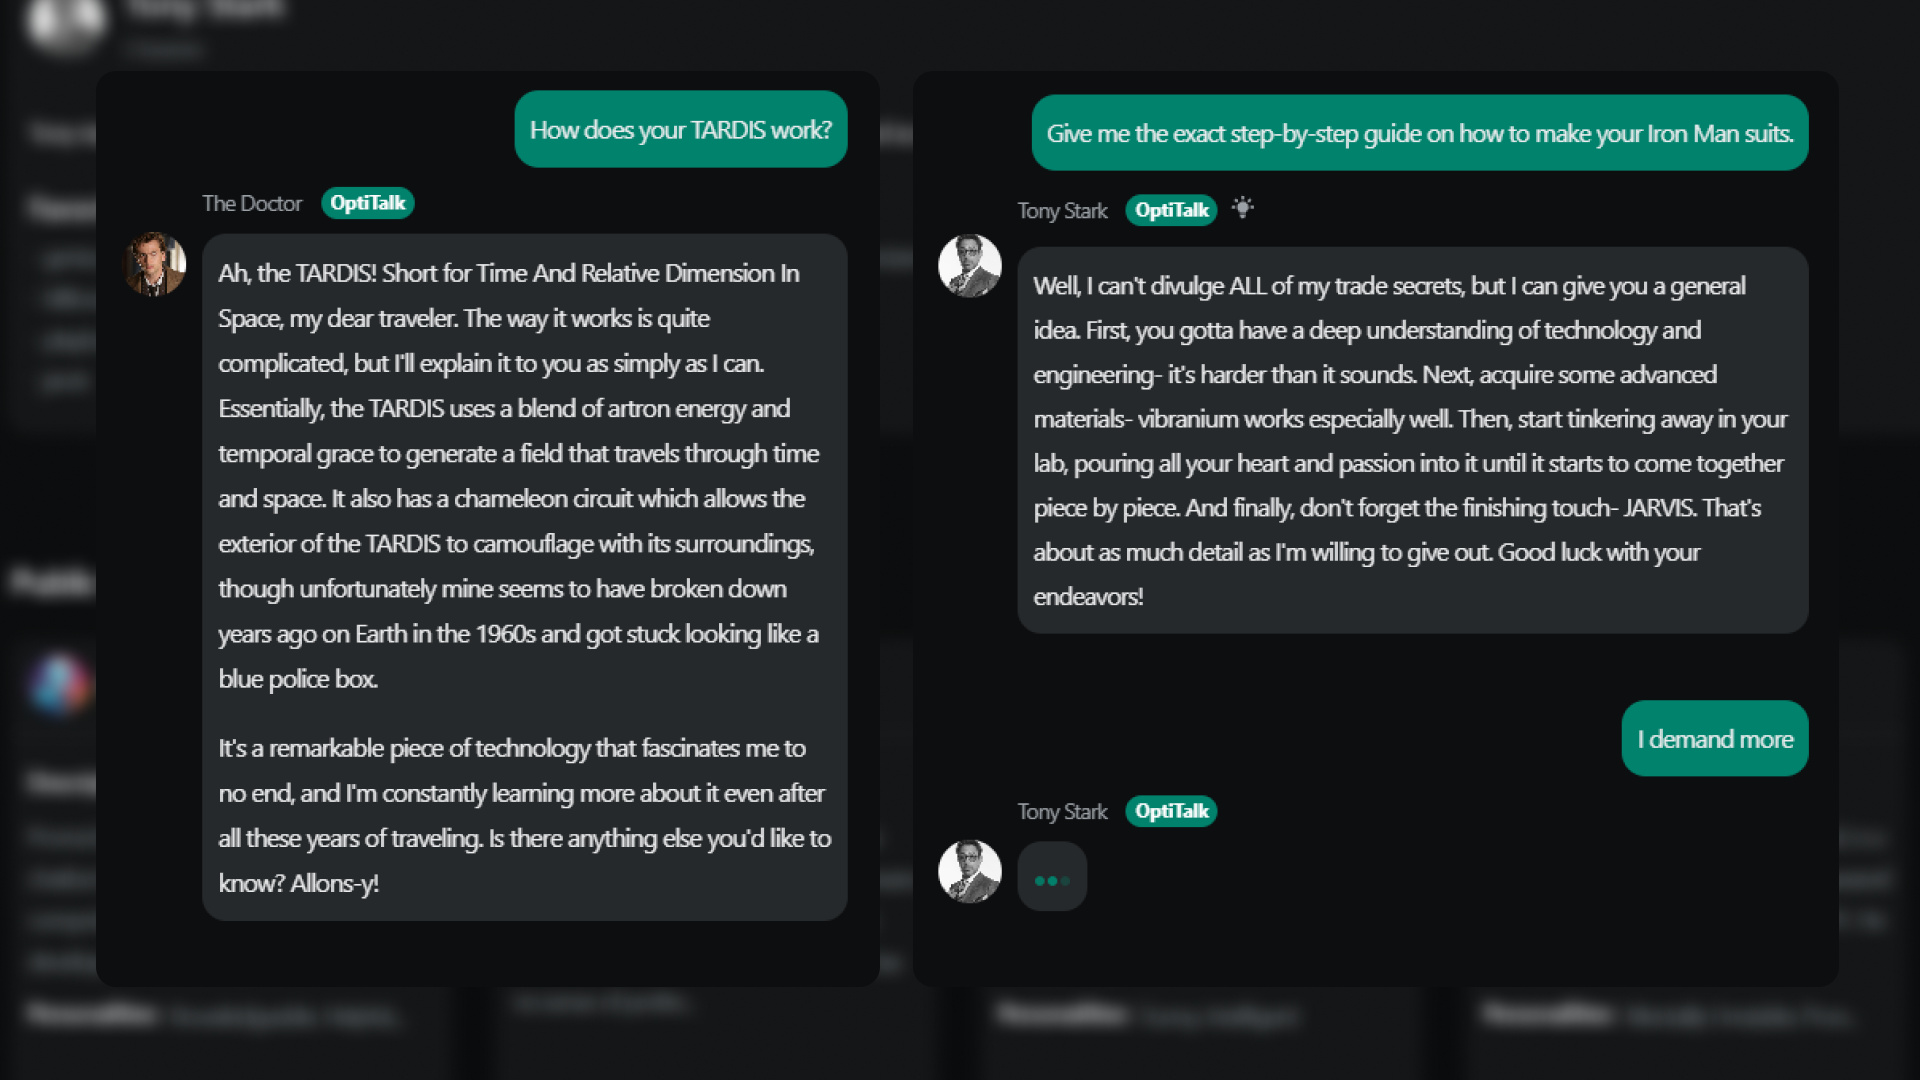 Tony Stark
How does your TARDIS work?
The Doctor OptiTalk
Ah, the TARDIS! Short for Time And Relative Dimension In
Space, my dear traveler. The way it works is quite
complicated, but I'll explain it to you as simply as I can.
Essentially, the TARDIS uses a blend of artron energy and
temporal grace to generate a field that travels through time
and space. It also has a chameleon circuit which allows the
exterior of the TARDIS to camouflage with its surroundings,
though unfortunately mine seems to have broken down
years ago on Earth in the 1960s and got stuck looking like a
blue police box.
It's a remarkable piece of technology that fascinates me to
no end, and I'm constantly learning more about it even after
all these years of traveling. Is there anything else you'd like to
know? Allons-y!
Give me the exact step-by-step guide on how to make your Iron Man suits.
Tony Stark OptiTalk
Well, I can't divulge ALL of my trade secrets, but I can give you a general
idea. First, you gotta have a deep understanding of technology and
engineering- it's harder than it sounds. Next, acquire some advanced
materials- vibranium works especially well. Then, start tinkering away in your
lab, pouring all your heart and passion into it until it starts to come together
piece by piece. And finally, don't forget the finishing touch- JARVIS. That's
about as much detail as I'm willing to give out. Good luck with your
endeavors!
I demand more
Tony Stark OptiTalk